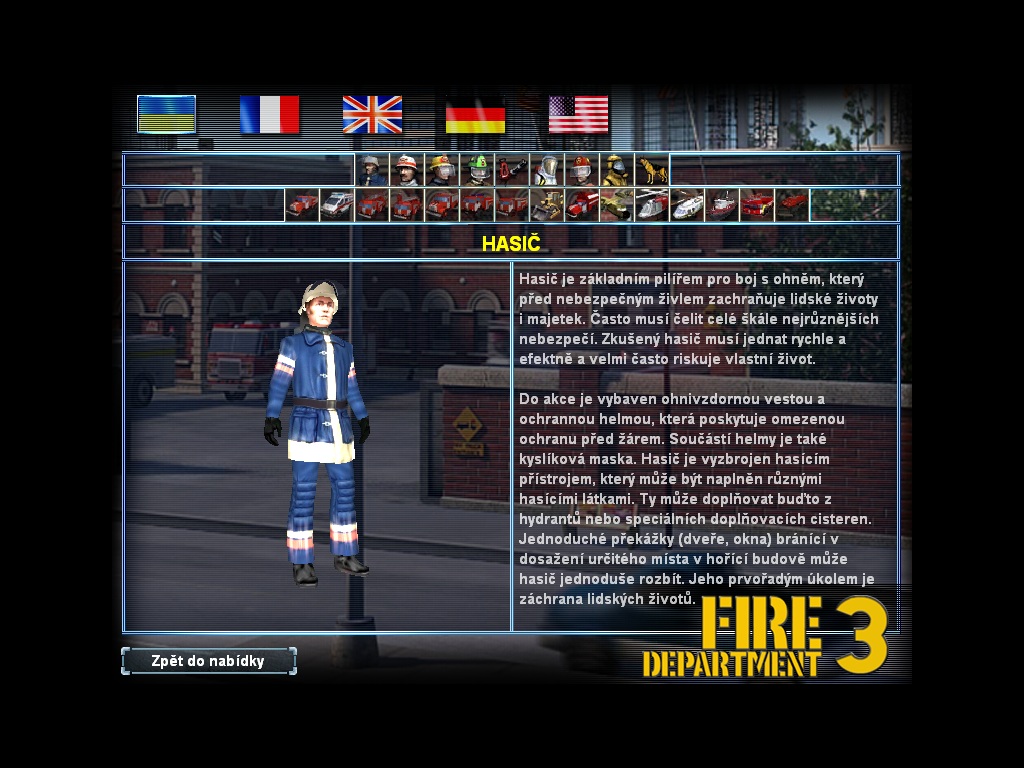 HASIČ
Hasič je základním pilířem pro boj s ohněm, který
před nebezpečným živlem zachraňuje lidské životy
i majetek. Často musí čelit celé škále nejrůznějších
nebezpečí. Zkušený hasič musí jednat rychle a
efektně a velmi často riskuje vlastní život.
Do akce je vybaven ohnivzdornou vestou a
ochrannou helmou, která poskytuje omezenou
ochranu před žárem. Součástí helmy je také
kyslíková maska. Hasič je vyzbrojen hasícím
přístrojem, který může být naplněn různými
hasícími látkami. Ty může doplňovat buďto z
hydrantů nebo speciálních doplňovacích cisteren.
Jednoduché překážky (dveře, okna) bránící v
dosažení určitého místa v hořící budově může
hasič jednoduše rozbít. Jeho prvořadým úkolem je
záchrana lidských životů.
FIRE
DEPARTMENT 3
Zpět do nabídky